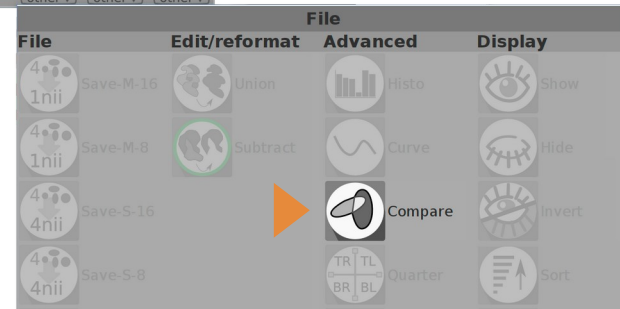 File
File Edit/reformat Advanced Display
4 1nii Save-M-16 Union Histo Show
4 1nii Save-M-8 Subtract Curve Hide
4 4nii Save-S-16 Compare Invert
4 4nii Save-S-8 TR TL BR BL Quarter Sort